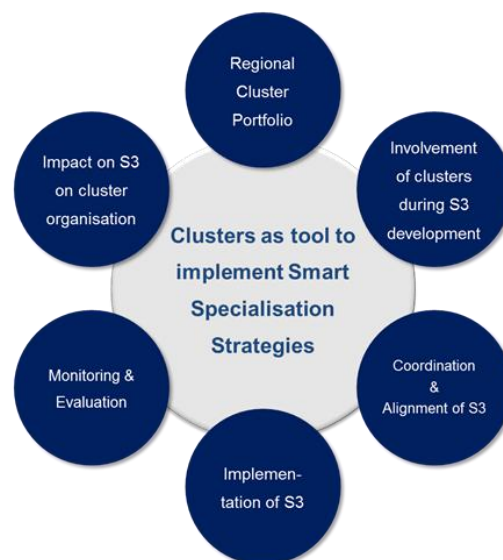 Regional
Cluster
Portfolio
Involvement
of clusters
during S3
development
Coordination
&
Alignment of S3
Implemen-
tation of S3
Monitoring &
Evaluation
Impact on S3
on cluster
organisation
Clusters as tool to
implement Smart
Specialisation
Strategies